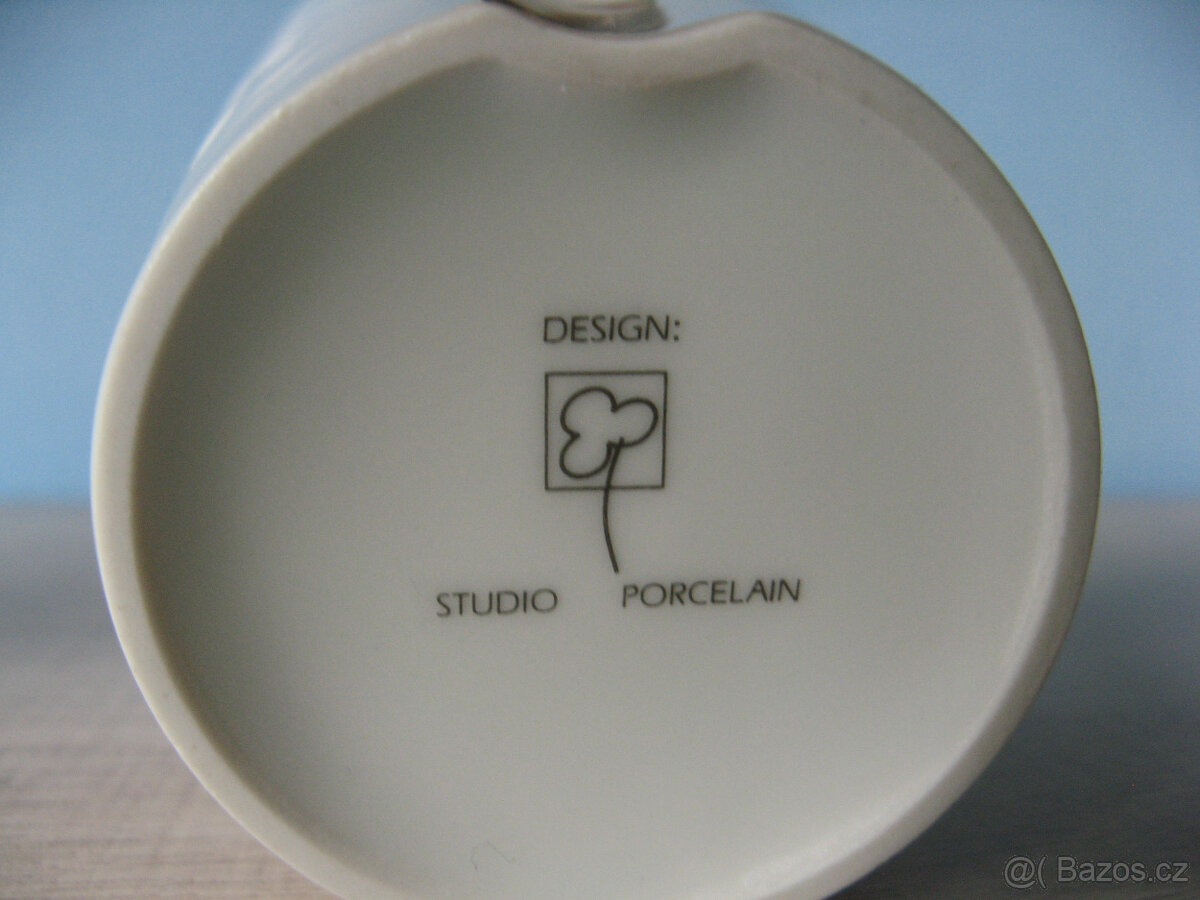 DESIGN:
STUDIO PORCELAIN
@( Bazos.cz